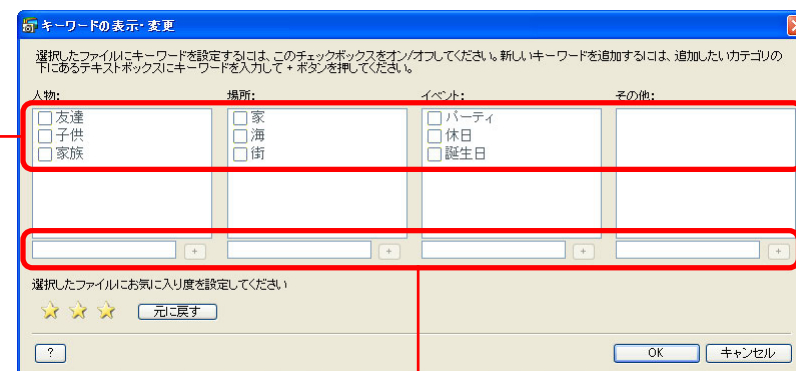 キーワードの表示・変更
選択したファイルにキーワードを設定するには、このチェックボックスをオン/オフしてください。新しいキーワードを追加するには、追加したいカテゴリの
下にあるテキストボックスにキーワードを入力して + ボタンを押してください。
人物: 場所: イベント: その他:
友達 家 パーティ
子供 海 休日
家族 街 誕生日
+ + + +
選択したファイルにお気に入り度を設定してください
元に戻す
? OK キャンセル